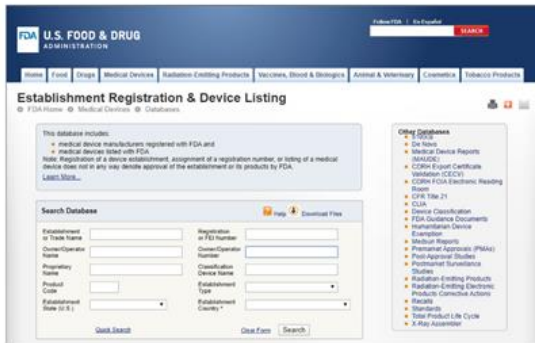 Follow FDA | En Español
FDA U.S. FOOD & DRUG
ADMINISTRATION
SEARCH
Home Food Drugs Medical Devices Radiation-Emitting Products Vaccines, Blood & Biologics Animal & Veterinary Cosmetics Tobacco Products
Establishment Registration & Device Listing
FDA Home Medical Devices Databases
This database includes:
medical device manufacturers registered with FDA and
medical devices listed with FDA
Note: Registration of a device establishment, assignment of a registration number, or listing of a medical
device does not in any way denote approval of the establishment or its products by FDA.
Learn More...
Search Database
Help Download Files
Establishment
or Trade Name
Registration
or FEI Number
Owner/Operator
Name
Owner/Operator
Number
Proprietary
Name
Classification
Device Name
Product
Code
Establishment
Type
Establishment
State (U.S.)
Establishment
Country *
Quick Search
Clear Form
Search
Other Databases
De Novo
Medical Device Reports
(MAUDE)
CDRH Export Certificate
Validation (CECV)
CDRH FOIA Electronic Reading
Room
CFR Title 21
CLIA
Device Classification
FDA Guidance Documents
Humanitarian Device
Exemption
Medsun Reports
Premarket Approvals (PMAs)
Post-Approval Studies
Postmarket Surveillance
Studies
Radiation-Emitting Products
Radiation-Emitting Electronic
Products Corrective Actions
Recalls
Standards
Total Product Life Cycle
X-Ray Assembler